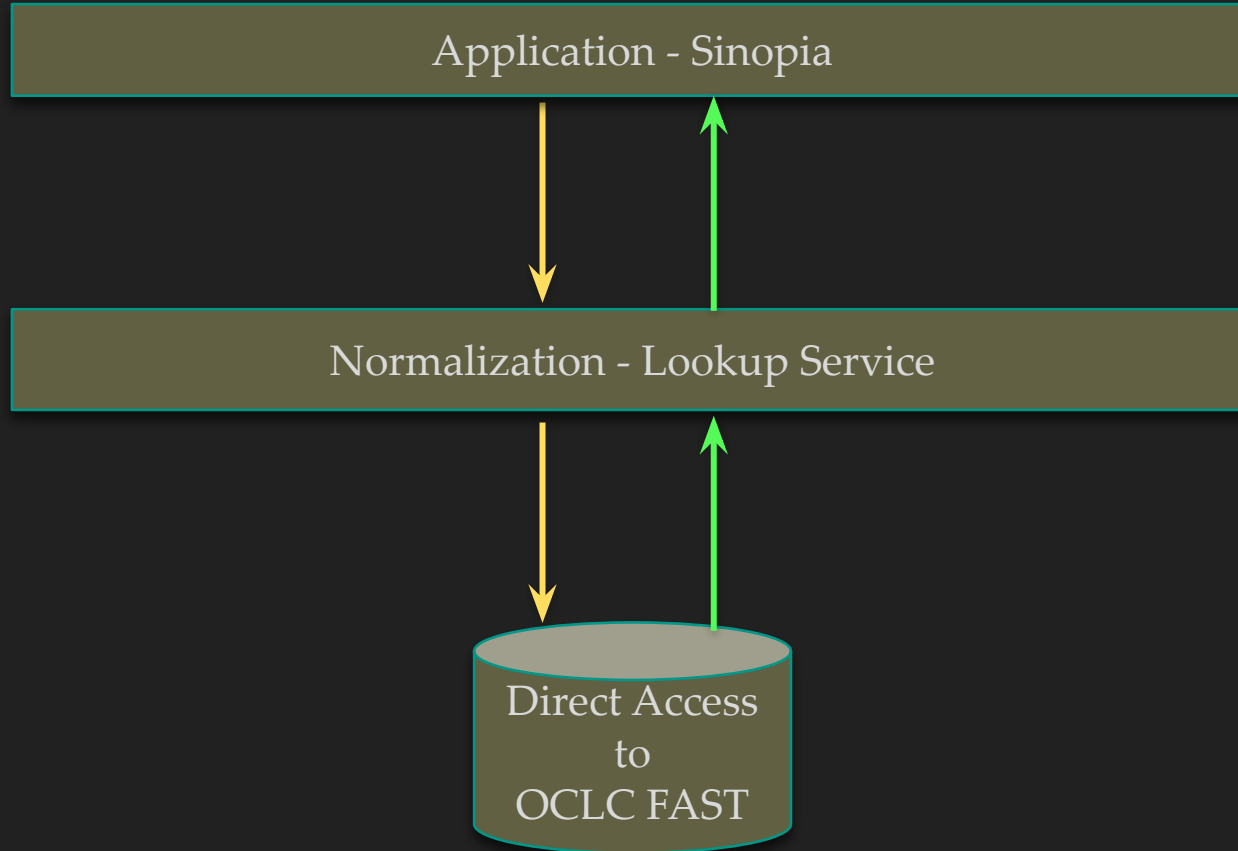 Application - Sinopia
Normalization - Lookup Service
Direct Access
to
OCLC FAST